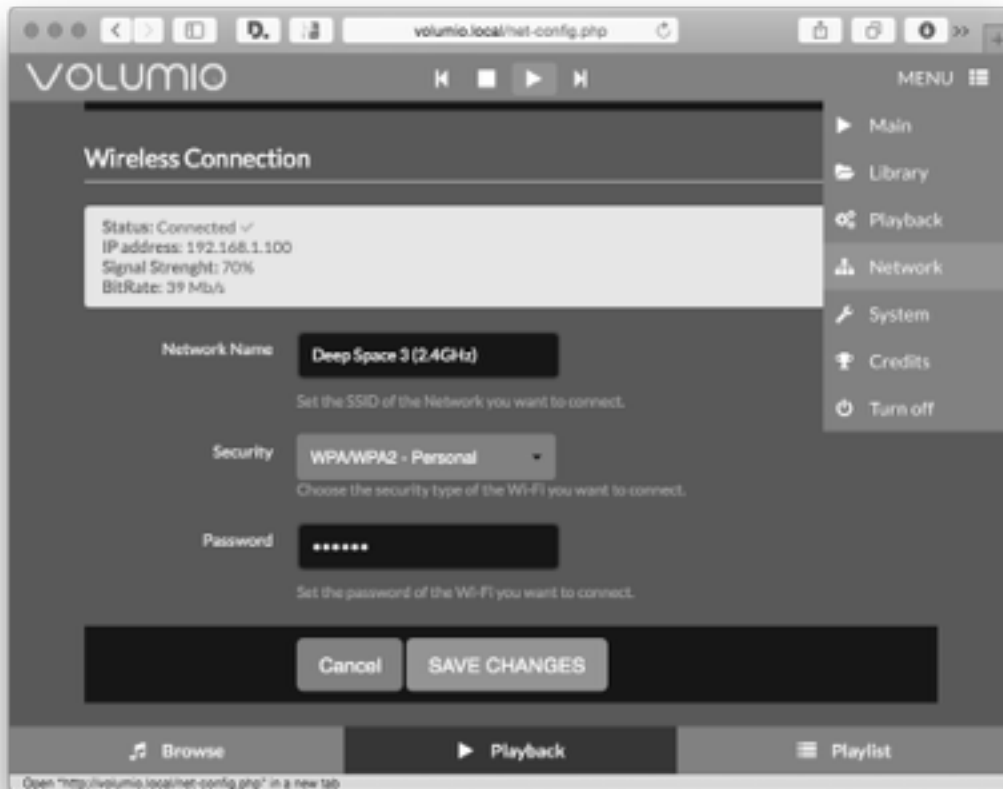 volumio.local/net-config.php
VOLUMIO
MENU
Main
Library
Playback
Network
System
Credits
Turn off
Wireless Connection
Status: Connected ✓
IP address: 192.168.1.100
Signal Strenght: 70%
BitRate: 39 Mb/s
Network Name
Deep Space 3 (2.4GHz)
Set the SSID of the Network you want to connect.
Security
WPA/WPA2 - Personal
Choose the security type of the Wi-Fi you want to connect.
Password
••••••
Set the password of the Wi-Fi you want to connect.
Cancel
SAVE CHANGES
Browse
Playback
Playlist
Open "http://volumio.local/net-config.php" in a new tab